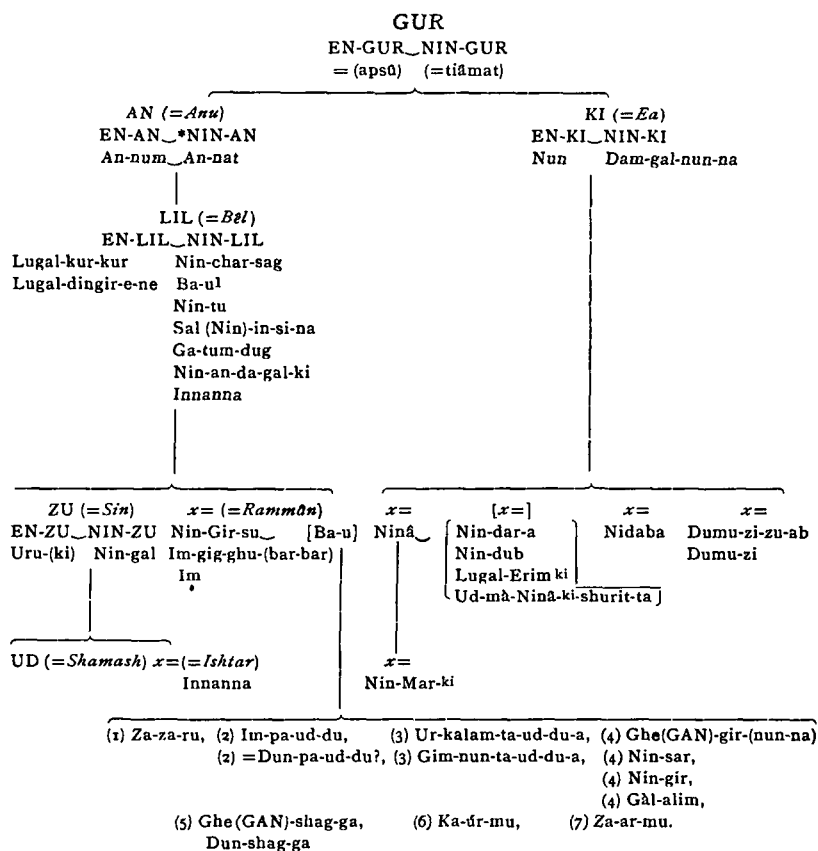 GUR
EN-GUR‿NIN-GUR
= (apsû) (=tiâmat)
AN (=Anu) KI (=Ea)
EN-AN‿*NIN-AN EN-KI‿NIN-KI
An-num‿An-nat Nun Dam-gal-nun-na
LIL (=Bêl)
EN-LIL‿NIN-LIL
Lugal-kur-kur Nin-char-sag
Lugal-dingir-e-ne Ba-u¹
Nin-tu
Sal (Nin)-in-si-na
Ga-tum-dug
Nin-an-da-gal-ki
Innanna
ZU (=Sin) x= (=Rammân) x= [x=] x= x=
EN-ZU‿NIN-ZU Nin-Gir-su‿ [Ba-u] Ninâ‿ Nin-dar-a Nidaba Dumu-zi-zu-ab
Uru-(ki) Nin-gal Im-gig-ghu-(bar-bar) Nin-dub Dumu-zi
Im Lugal-Erim ki
Ud-mà-Ninâ-ki-shurit-ta
UD (=Shamash) x=(=Ishtar) x=
Innanna Nin-Mar-ki
(1) Za-za-ru, (2) Im-pa-ud-du, (3) Ur-kalam-ta-ud-du-a, (4) Ghe(GAN)-gir-(nun-na)
(2) =Dun-pa-ud-du?, (3) Gim-nun-ta-ud-du-a, (4) Nin-sar,
(4) Nin-gir,
(4) Gàl-alim,
(5) Ghe(GAN)-shag-ga, (6) Ka-úr-mu, (7) Za-ar-mu.
Dun-shag-ga